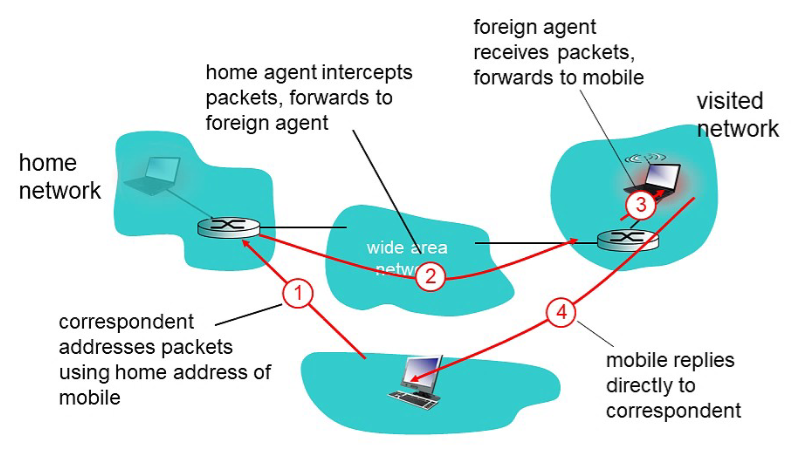 foreign agent
receives packets,
forwards to mobile
home agent intercepts
packets, forwards to
foreign agent
visited
network
home
network
3
wide area
network
2
1
4
correspondent
addresses packets
using home address of
mobile
mobile replies
directly to
correspondent